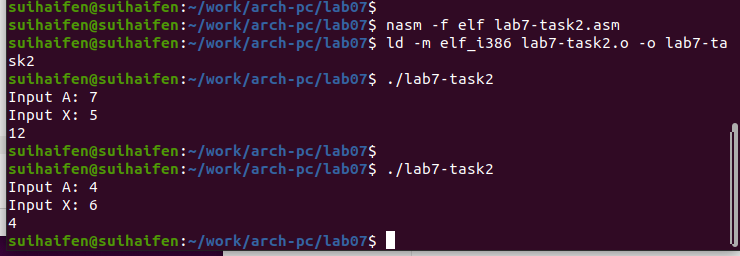 suihaifen@suihaifen:~/work/arch-pc/lab07$
suihaifen@suihaifen:~/work/arch-pc/lab07$ nasm -f elf lab7-task2.asm
suihaifen@suihaifen:~/work/arch-pc/lab07$ ld -m elf_i386 lab7-task2.o -o lab7-ta
sk2
suihaifen@suihaifen:~/work/arch-pc/lab07$ ./lab7-task2
Input A: 7
Input X: 5
12
suihaifen@suihaifen:~/work/arch-pc/lab07$
suihaifen@suihaifen:~/work/arch-pc/lab07$ ./lab7-task2
Input A: 4
Input X: 6
4
suihaifen@suihaifen:~/work/arch-pc/lab07$